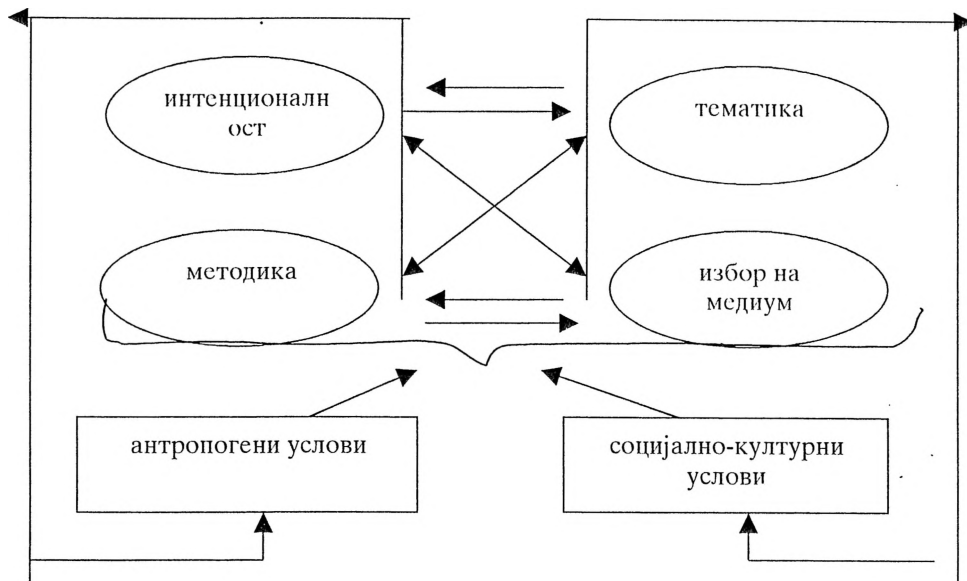 интенционалн
ост
тематика
методика
избор на
медиум
антропогени услови
социјално-културни
услови